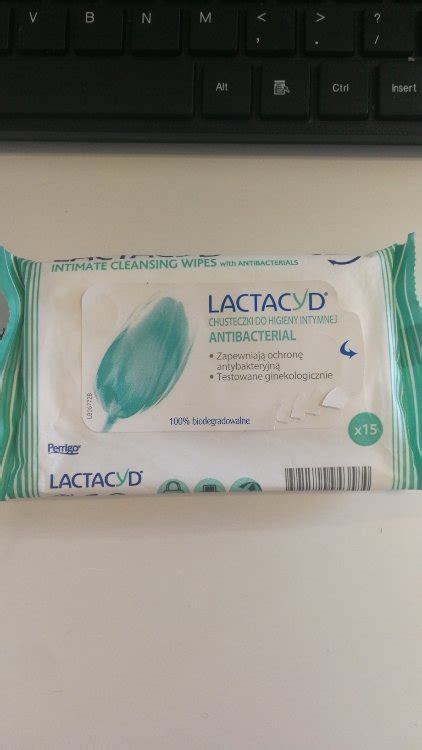 V B N M < , > . ? /
Alt Ctrl Insert
LACTACYD
INTIMATE CLEANSING WIPES with ANTIBACTERIALS
LACTACYD®
CHUSTECZKI DO HIGIENY INTYMNEJ
ANTIBACTERIAL
• Zapewniają ochronę
antybakteryjną
• Testowane ginekologicznie
100% biodegradowalne
x15
Perrigo
LACTACYD®